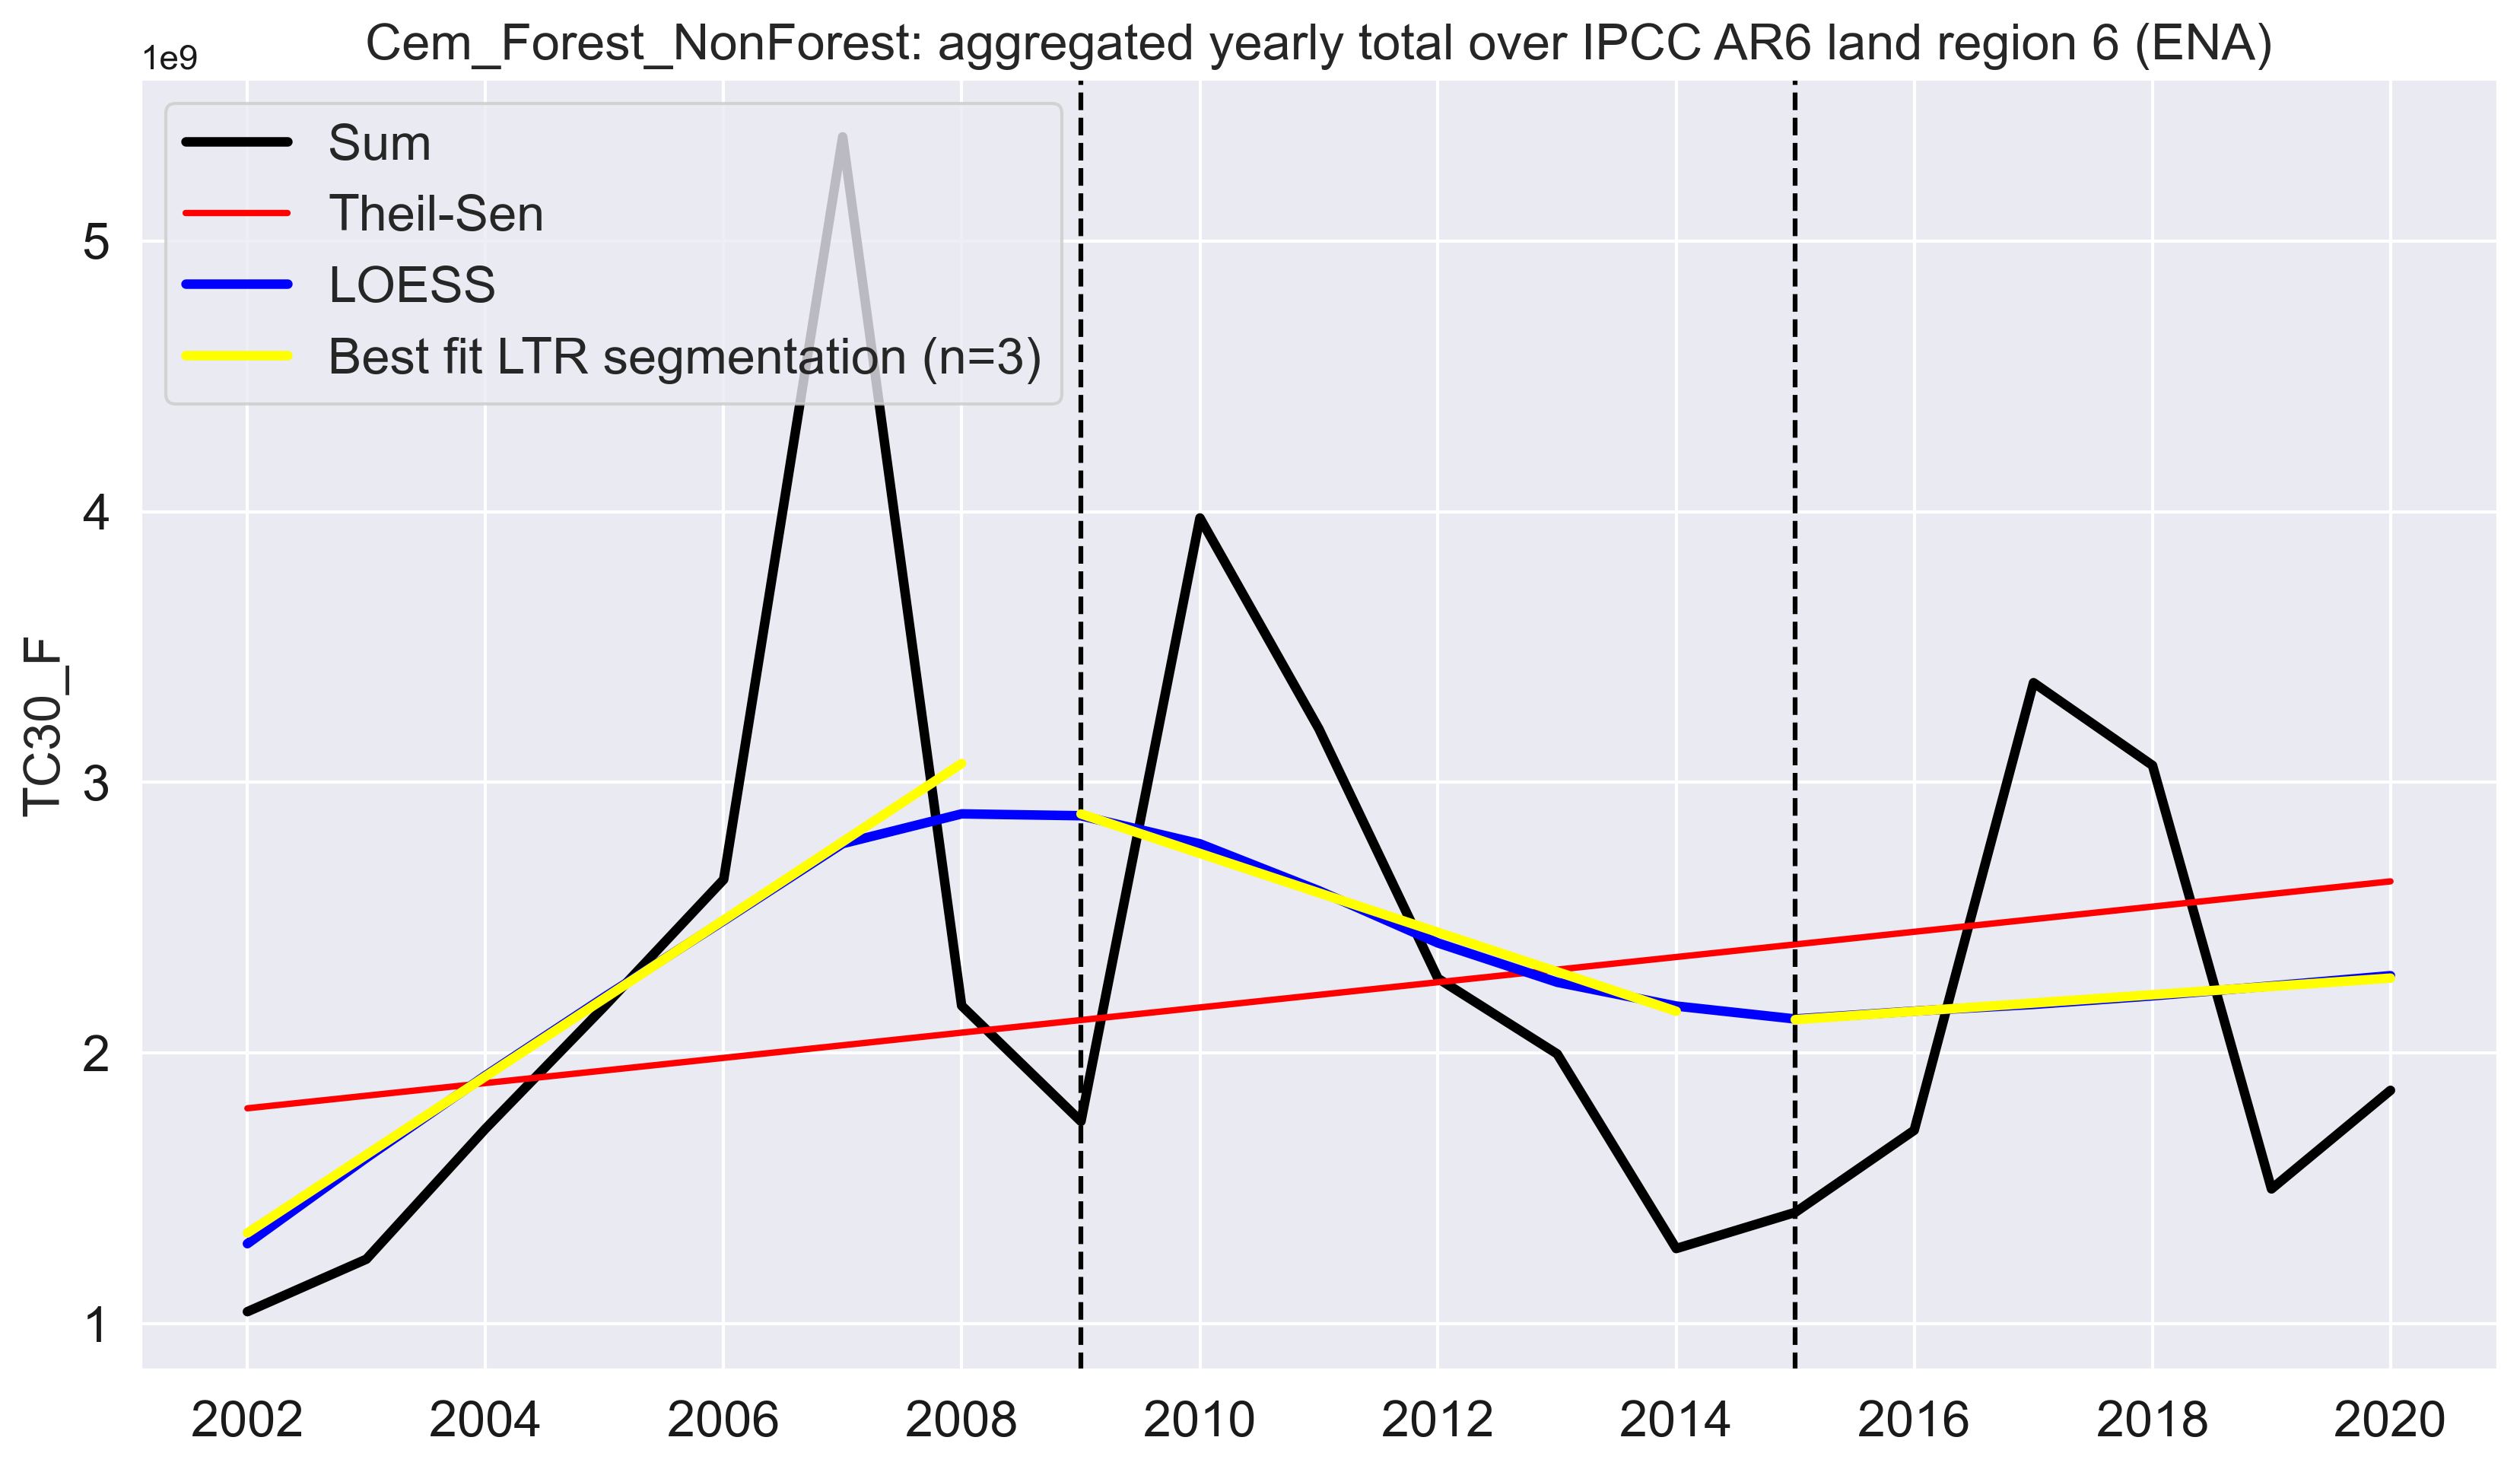 Cem_Forest_NonForest: aggregated yearly total over IPCC AR6 land region 6 (ENA)
1e9
Sum
Theil-Sen
LOESS
Best fit LTR segmentation (n=3)
TC30_F
5
4
3
2
1
2002 2004 2006 2008 2010 2012 2014 2016 2018 2020